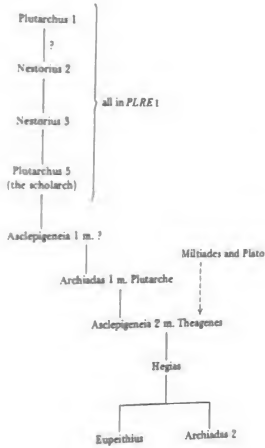 Plutarchus 1
?
Nestorius 2
Nestorius 3
all in PLRE I
Plutarchus 5
(the scholarch)
Asclepigeneia 1 m. ?
Miltiades and Plato
Archiadas 1 m. Plutarche
Asclepigeneia 2 m. Theagenes
Hegias
Eupeithius
Archiadas 2